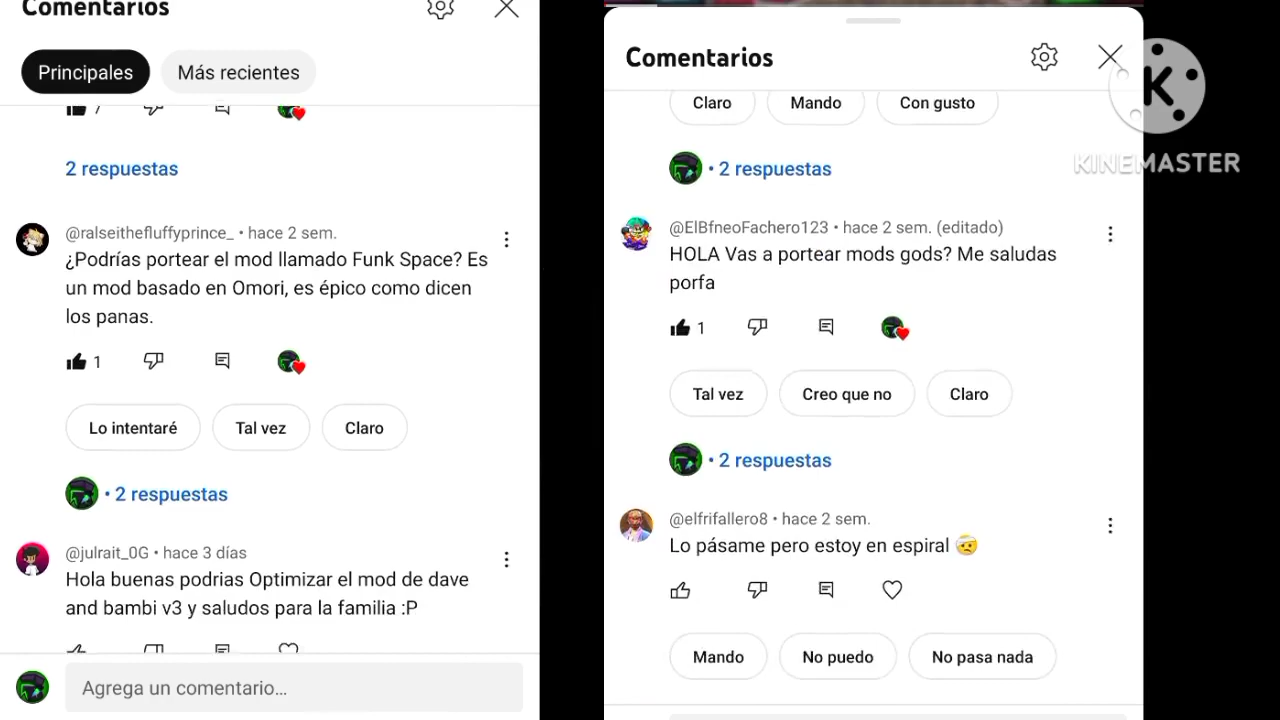 Comentarios
Principales
Más recientes
7
2 respuestas
@ralseithefluffyprince_ • hace 2 sem.
¿Podrías portear el mod llamado Funk Space? Es
un mod basado en Omori, es épico como dicen
los panas.
1
Lo intentaré
Tal vez
Claro
• 2 respuestas
@julrait_0G • hace 3 días
Hola buenas podrias Optimizar el mod de dave
and bambi v3 y saludos para la familia :P
Agrega un comentario...
Comentarios
Claro
Mando
Con gusto
• 2 respuestas
@ElBfneoFachero123 • hace 2 sem. (editado)
HOLA Vas a portear mods gods? Me saludas
porfa
1
Tal vez
Creo que no
Claro
• 2 respuestas
@elfrifallero8 • hace 2 sem.
Lo pásame pero estoy en espiral 🤕
Mando
No puedo
No pasa nada
K
KINEMASTER